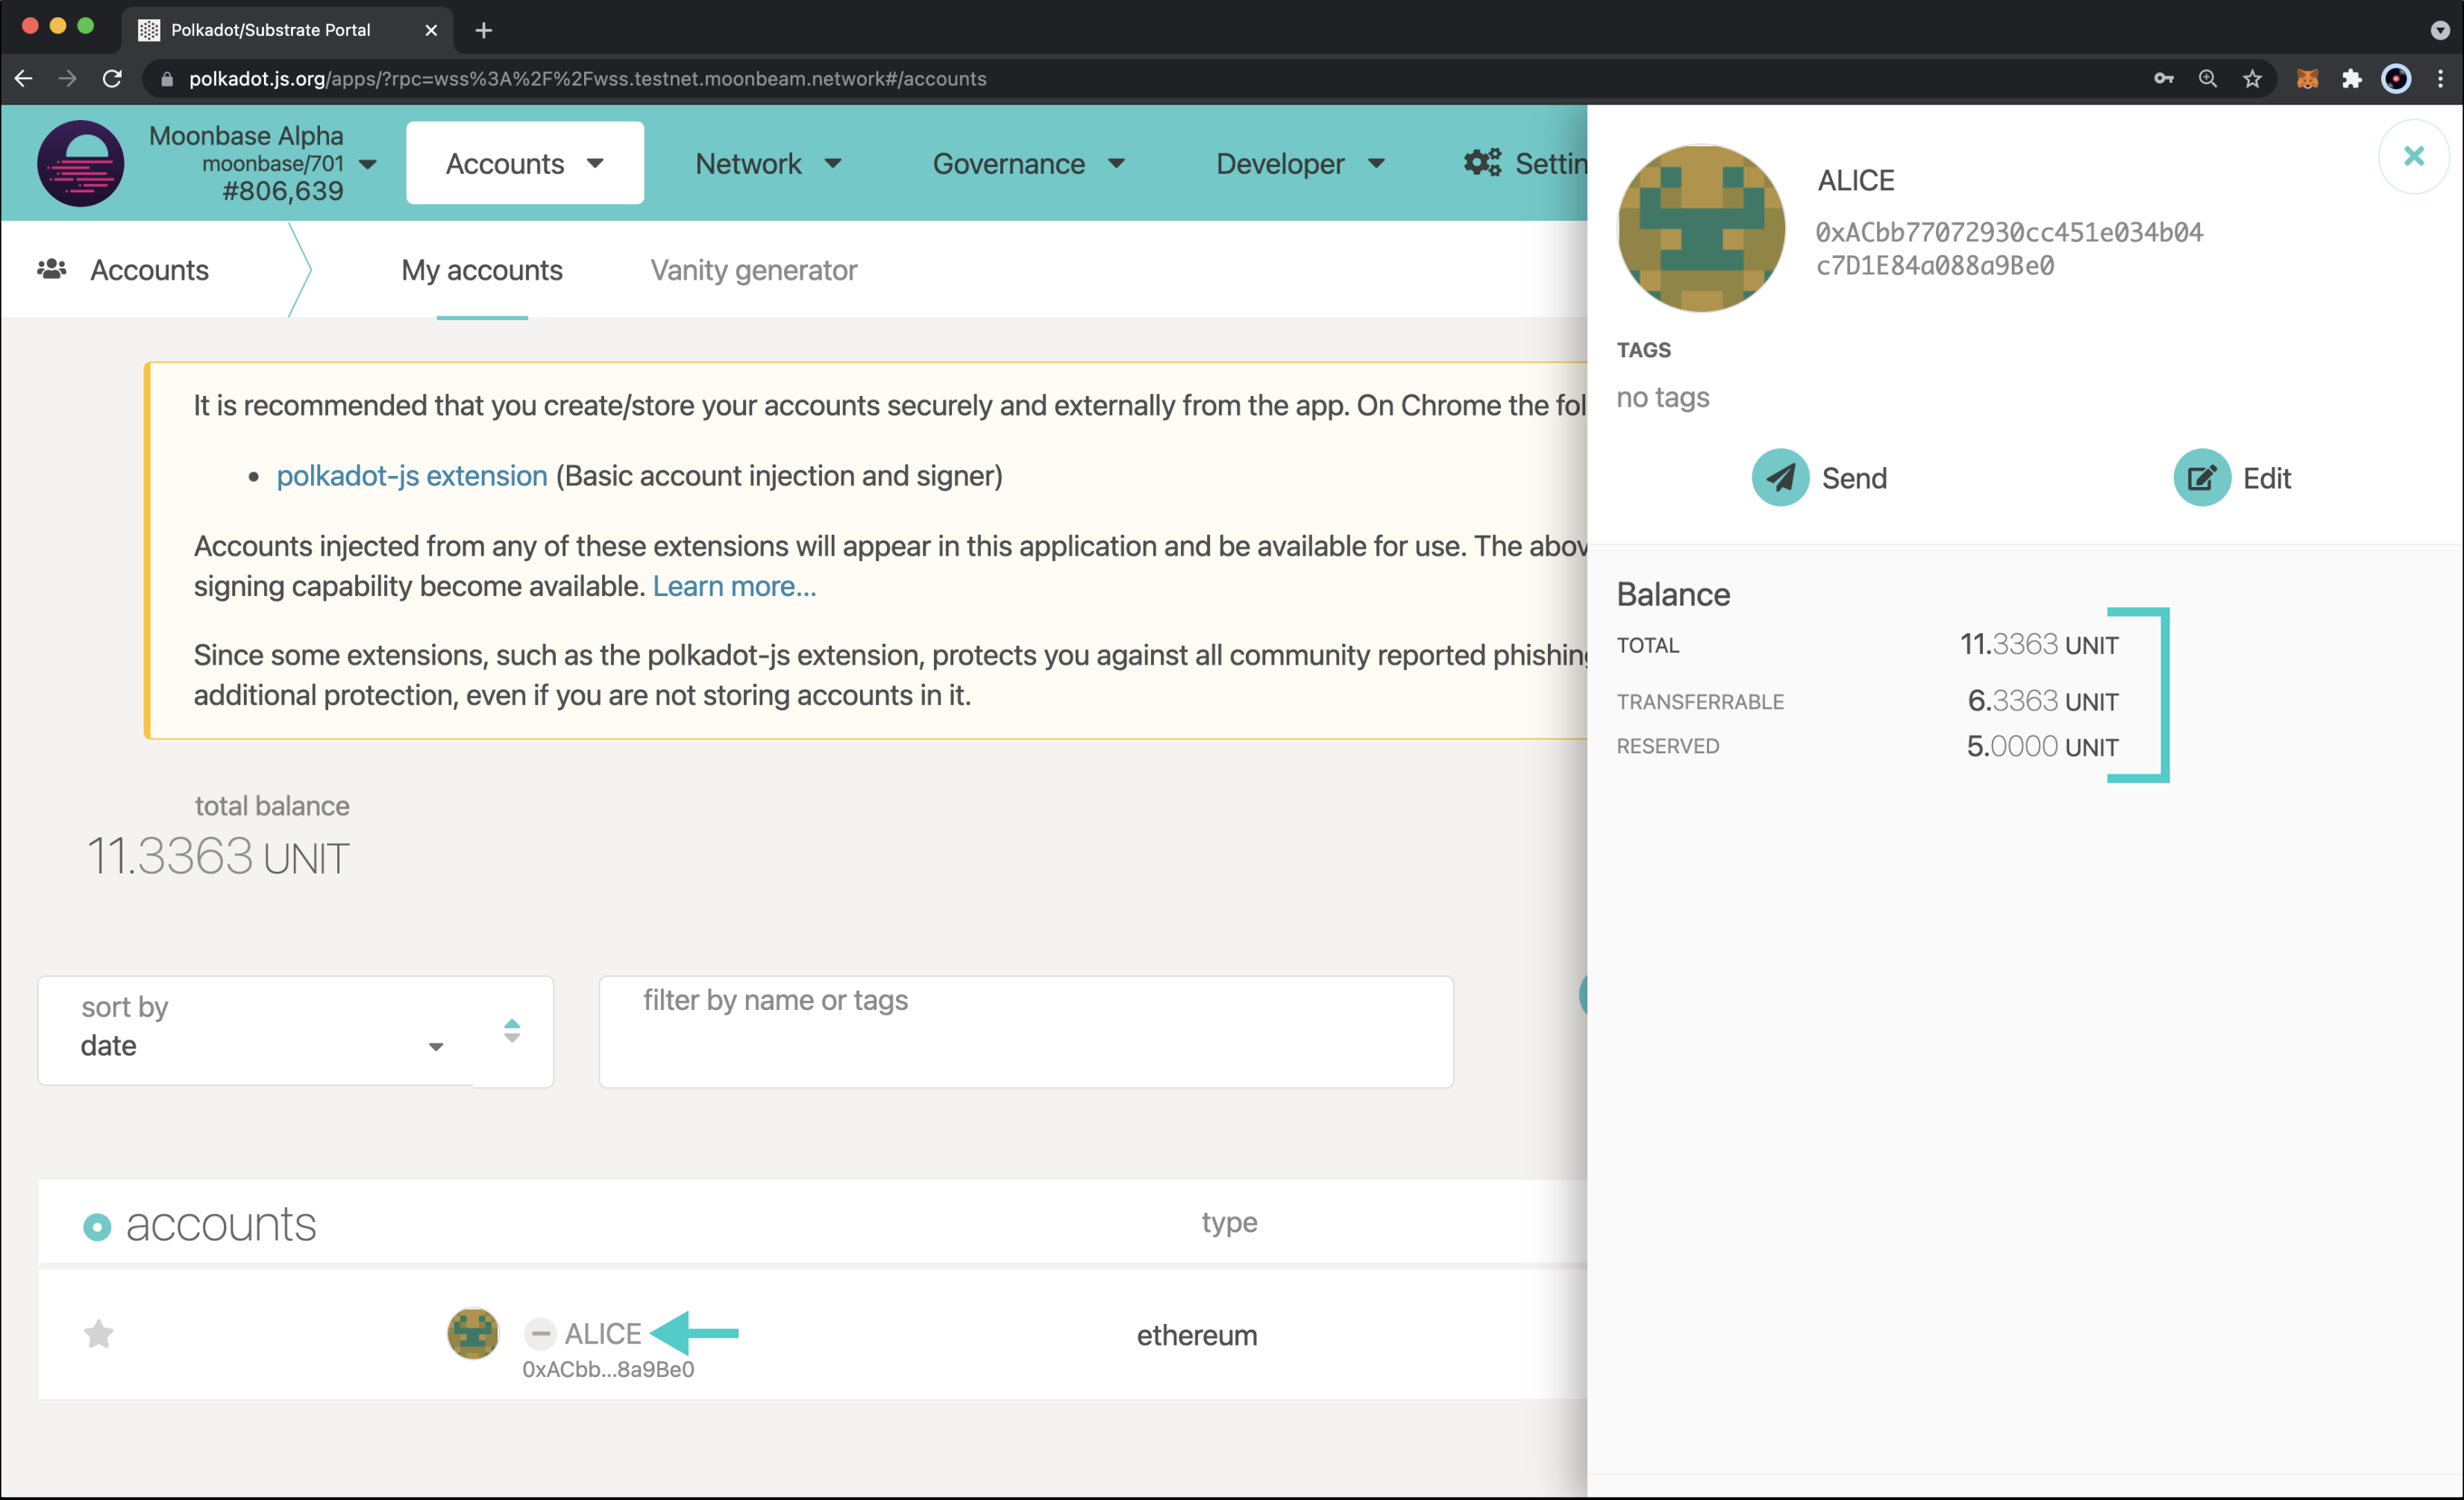 Polkadot/Substrate Portal
polkadot.js.org/apps/?rpc=wss%3A%2F%2Fwss.testnet.moonbeam.network#/accounts
Moonbase Alpha
moonbase/701
#806,639
Accounts
Network
Governance
Developer
Settin
Accounts
My accounts
Vanity generator
It is recommended that you create/store your accounts securely and externally from the app. On Chrome the fol
• polkadot-js extension (Basic account injection and signer)
Accounts injected from any of these extensions will appear in this application and be available for use. The abov
signing capability become available. Learn more...
Since some extensions, such as the polkadot-js extension, protects you against all community reported phishing
additional protection, even if you are not storing accounts in it.
total balance
11.3363 UNIT
sort by
date
filter by name or tags
accounts
type
ALICE
0xACbb...8a9Be0
ethereum
ALICE
0xACbb77072930cc451e034b04
c7D1E84a088a9Be0
TAGS
no tags
Send
Edit
Balance
TOTAL 11.3363 UNIT
TRANSFERRABLE 6.3363 UNIT
RESERVED 5.0000 UNIT